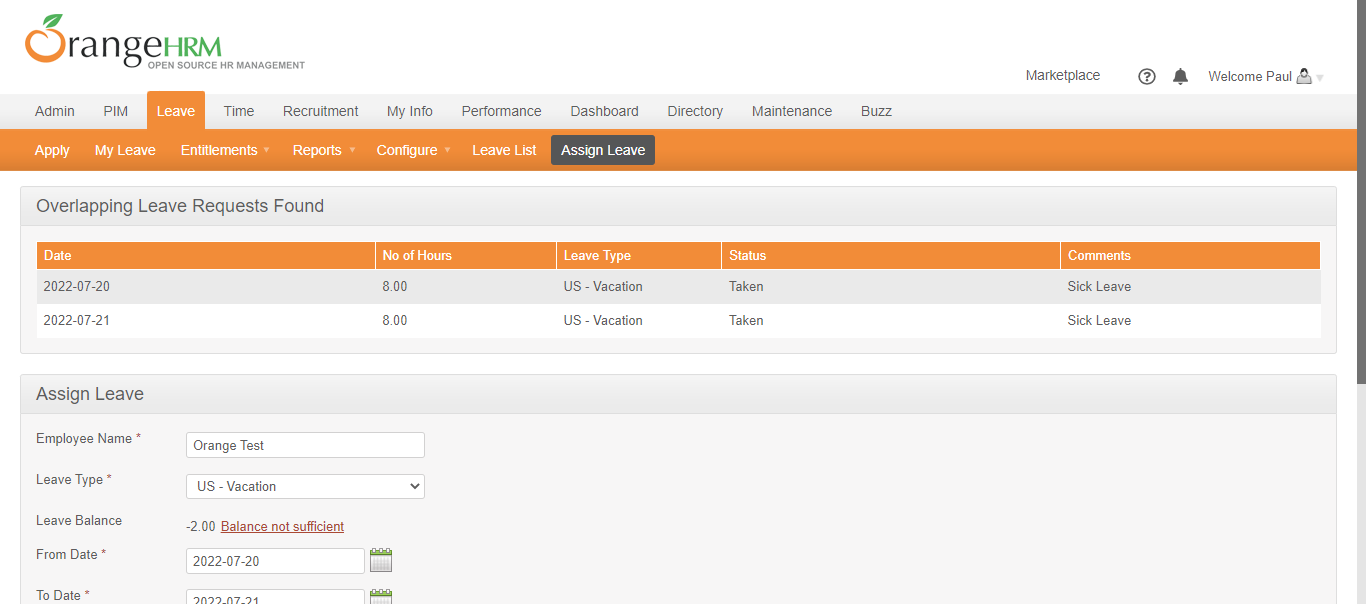 OrangeHRM
OPEN SOURCE HR MANAGEMENT
Marketplace ? Welcome Paul
Admin PIM Leave Time Recruitment My Info Performance Dashboard Directory Maintenance Buzz
Apply My Leave Entitlements Reports Configure Leave List Assign Leave
Overlapping Leave Requests Found
Date No of Hours Leave Type Status Comments
2022-07-20 8.00 US - Vacation Taken Sick Leave
2022-07-21 8.00 US - Vacation Taken Sick Leave
Assign Leave
Employee Name * Orange Test
Leave Type * US - Vacation
Leave Balance -2.00 Balance not sufficient
From Date * 2022-07-20
To Date * 2022-07-21